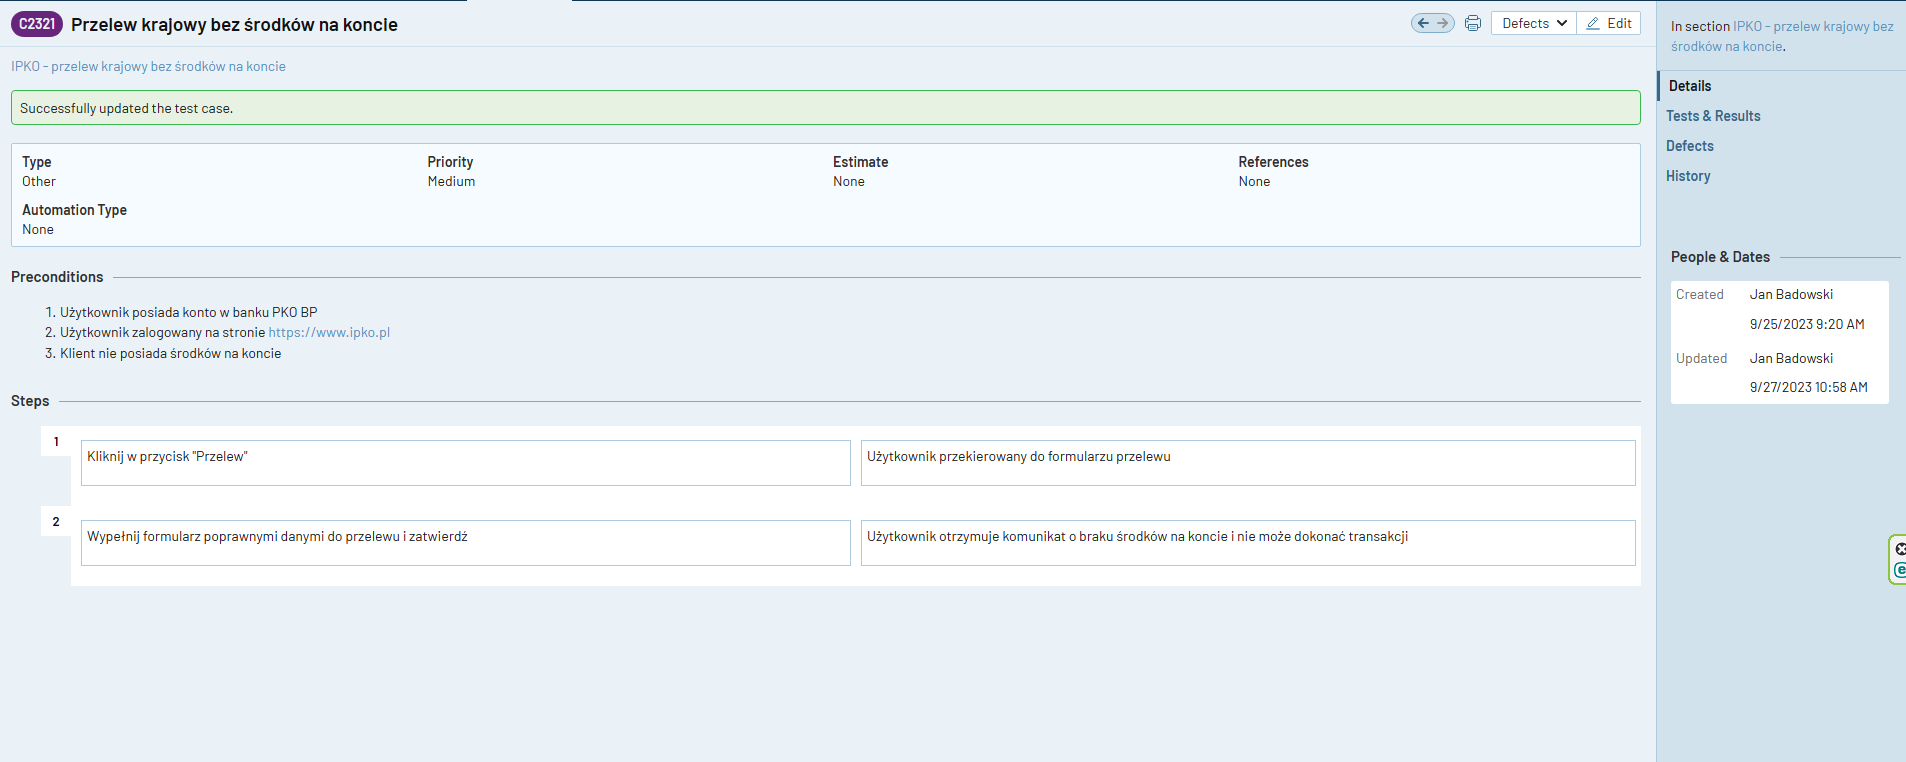 C2321 Przelew krajowy bez środków na koncie
Defects Edit
IPKO - przelew krajowy bez środków na koncie
Successfully updated the test case.
Type Priority Estimate References
Other Medium None None
Automation Type
None
Preconditions
1. Użytkownik posiada konto w banku PKO BP
2. Użytkownik zalogowany na stronie https://www.ipko.pl
3. Klient nie posiada środków na koncie
Steps
1
Kliknij w przycisk "Przelew"
Użytkownik przekierowany do formularzu przelewu
2
Wypełnij formularz poprawnymi danymi do przelewu i zatwierdź
Użytkownik otrzymuje komunikat o braku środków na koncie i nie może dokonać transakcji
In section IPKO - przelew krajowy bez
środków na koncie.
Details
Tests & Results
Defects
History
People & Dates
Created Jan Badowski
9/25/2023 9:20 AM
Updated Jan Badowski
9/27/2023 10:58 AM